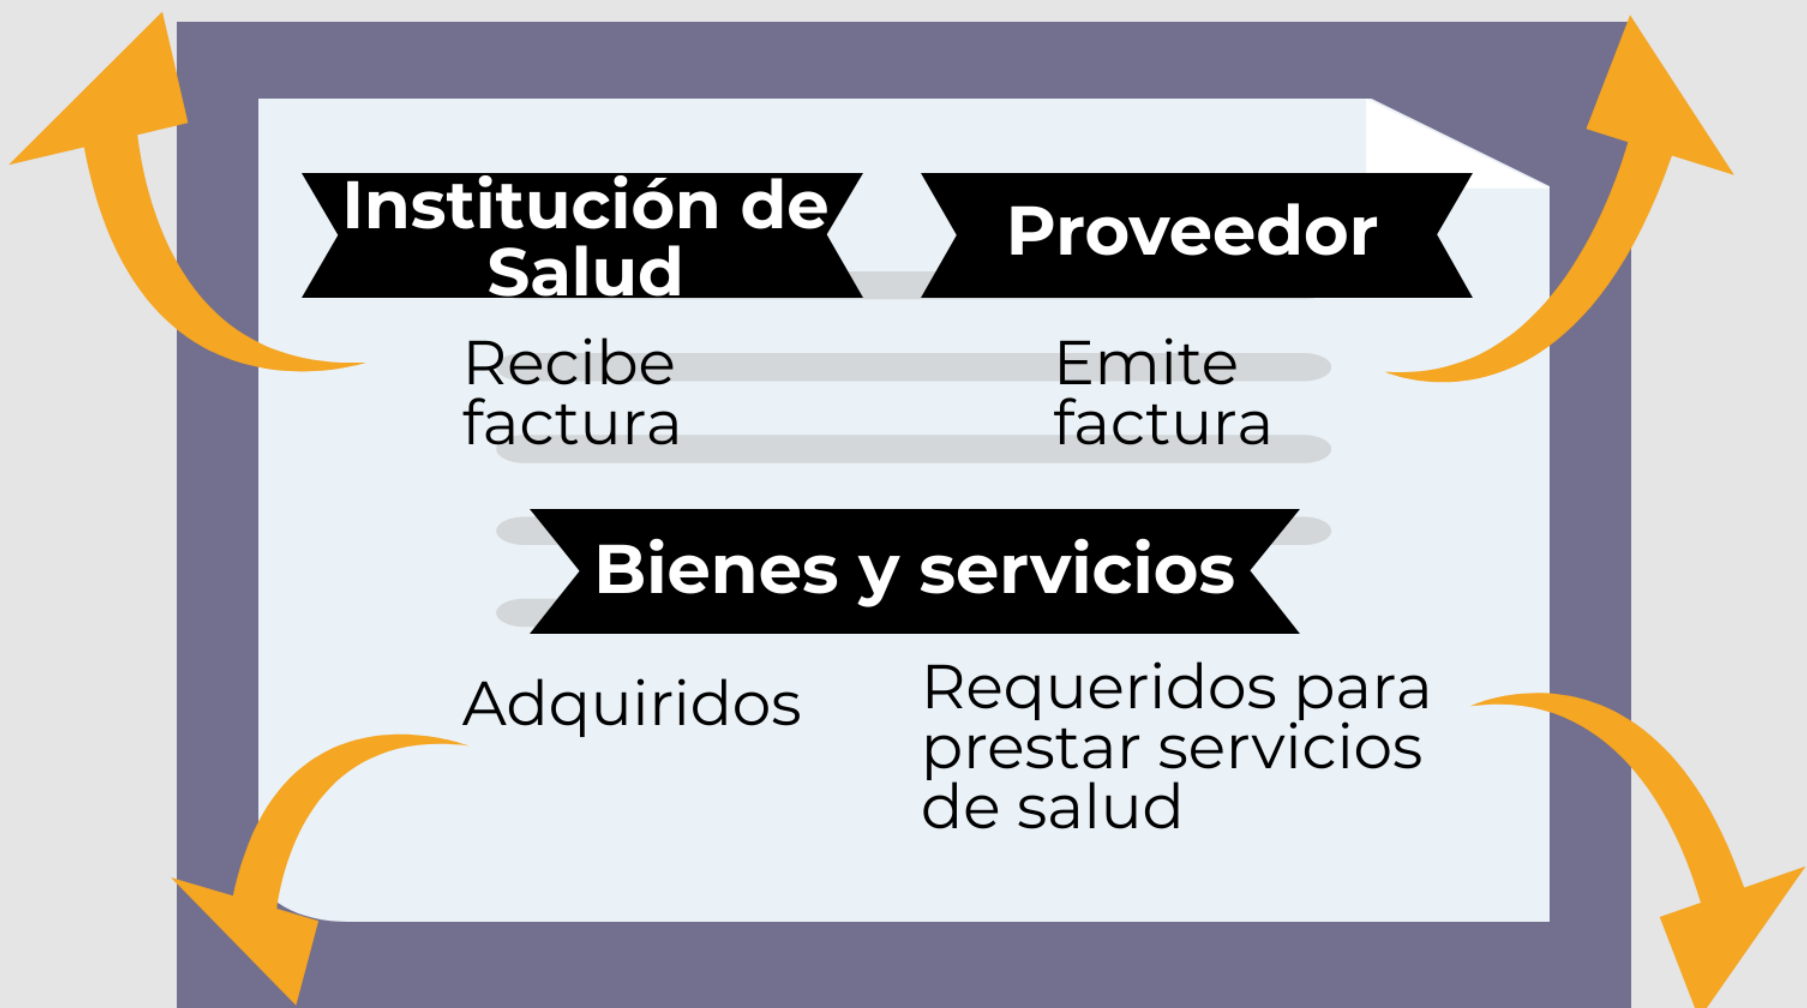 Institución de
Salud
Proveedor
Recibe
factura
Emite
factura
Bienes y servicios
Adquiridos
Requeridos para
prestar servicios
de salud